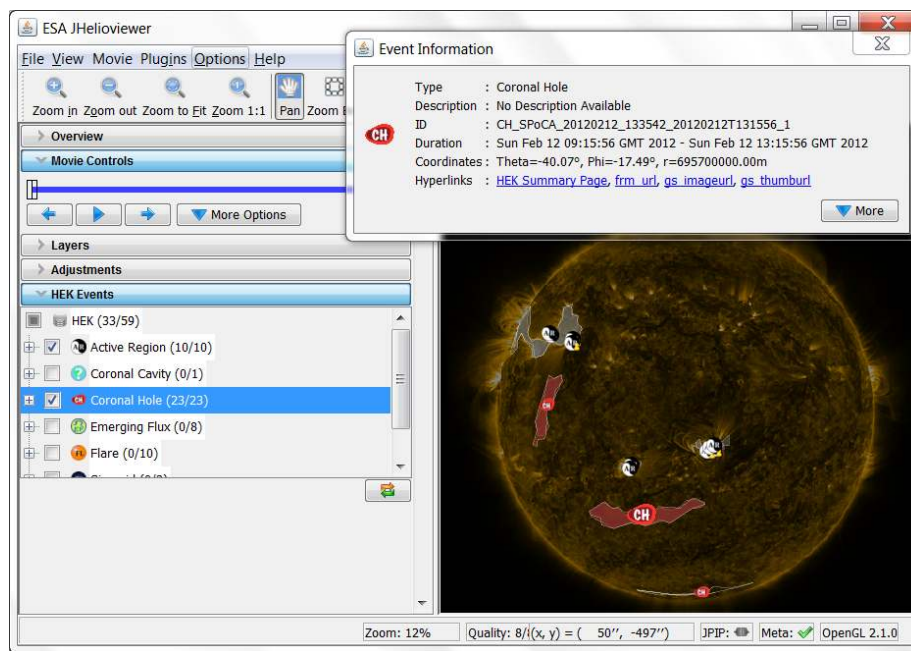 ESA JHelioviewer
File View Movie Plugins Options Help
Zoom in Zoom out Zoom to Fit Zoom 1:1 Pan Zoom
Overview
Movie Controls
More Options
Layers
Adjustments
HEK Events
HEK (33/59)
Active Region (10/10)
Coronal Cavity (0/1)
Coronal Hole (23/23)
Emerging Flux (0/8)
Flare (0/10)
Event Information
CH
Type : Coronal Hole
Description : No Description Available
ID : CH_SPoCA_20120212_133542_20120212T131556_1
Duration : Sun Feb 12 09:15:56 GMT 2012 - Sun Feb 12 13:15:56 GMT 2012
Coordinates : Theta=-40.07º, Phi=-17.49º, r=695700000.00m
Hyperlinks : HEK Summary Page, frm_url, gs_imageurl, gs_thumburl
More
CH
CH
CH
Zoom: 12% Quality: 8/ (x, y) = ( 50’’, -497’’) JPIP: Meta: OpenGL 2.1.0